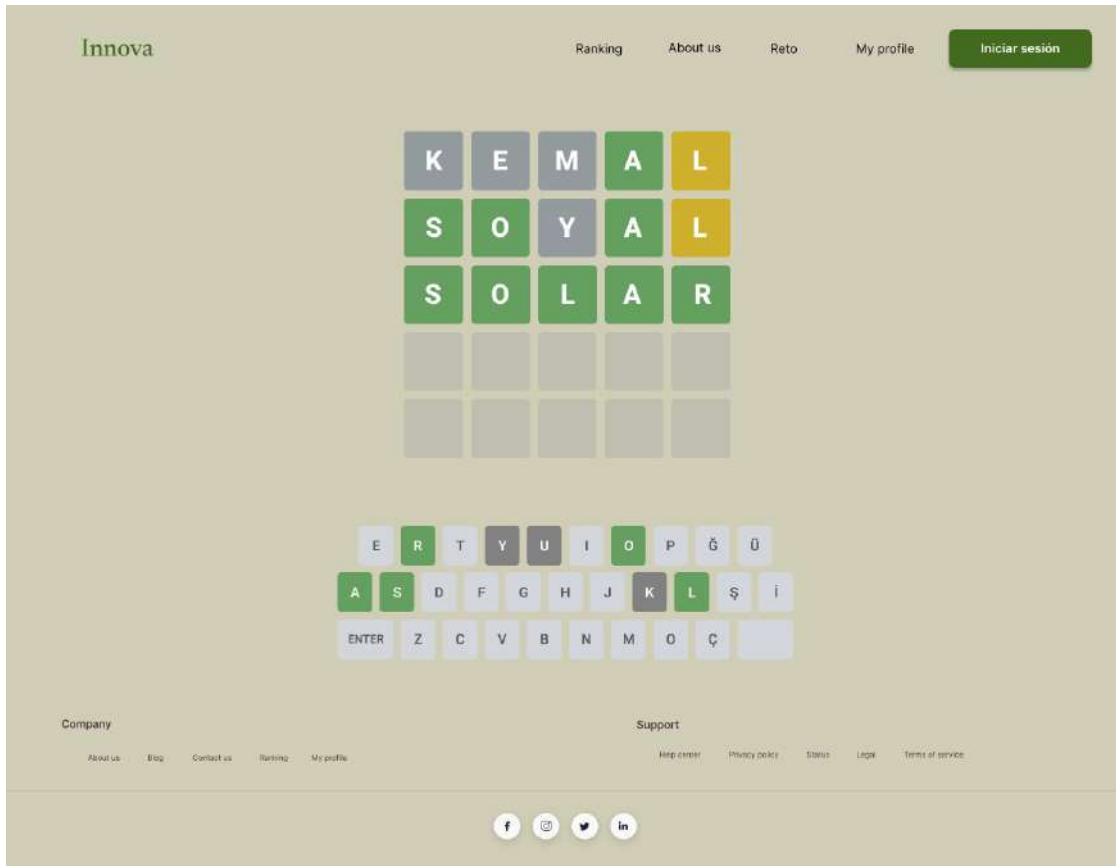 Innova Ranking About us Reto My profile Iniciar sesión
K E M A L
S O Y A L
S O L A R
E R T Y U I O P Ğ Ü
A S D F G H J K L Ş İ
ENTER Z C V B N M O Ç
Company Support
About us Blog Contact us Ranking My profile Help center Privacy policy Status Legal Terms of service
f in